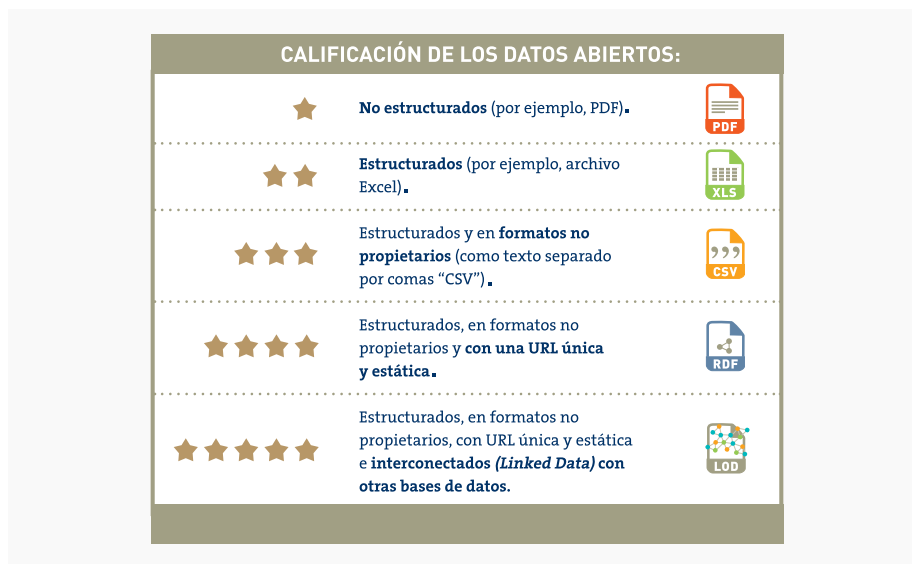 CALIFICACIÓN DE LOS DATOS ABIERTOS:
No estructurados (por ejemplo, PDF).
PDF
Estructurados (por ejemplo, archivo
Excel).
XLS
Estructurados y en formatos no
propietarios (como texto separado
por comas “CSV”).
CSV
Estructurados, en formatos no
propietarios y con una URL única
y estática.
RDF
Estructurados, en formatos no
propietarios, con URL única y estática
e interconectados (Linked Data) con
otras bases de datos.
LOD